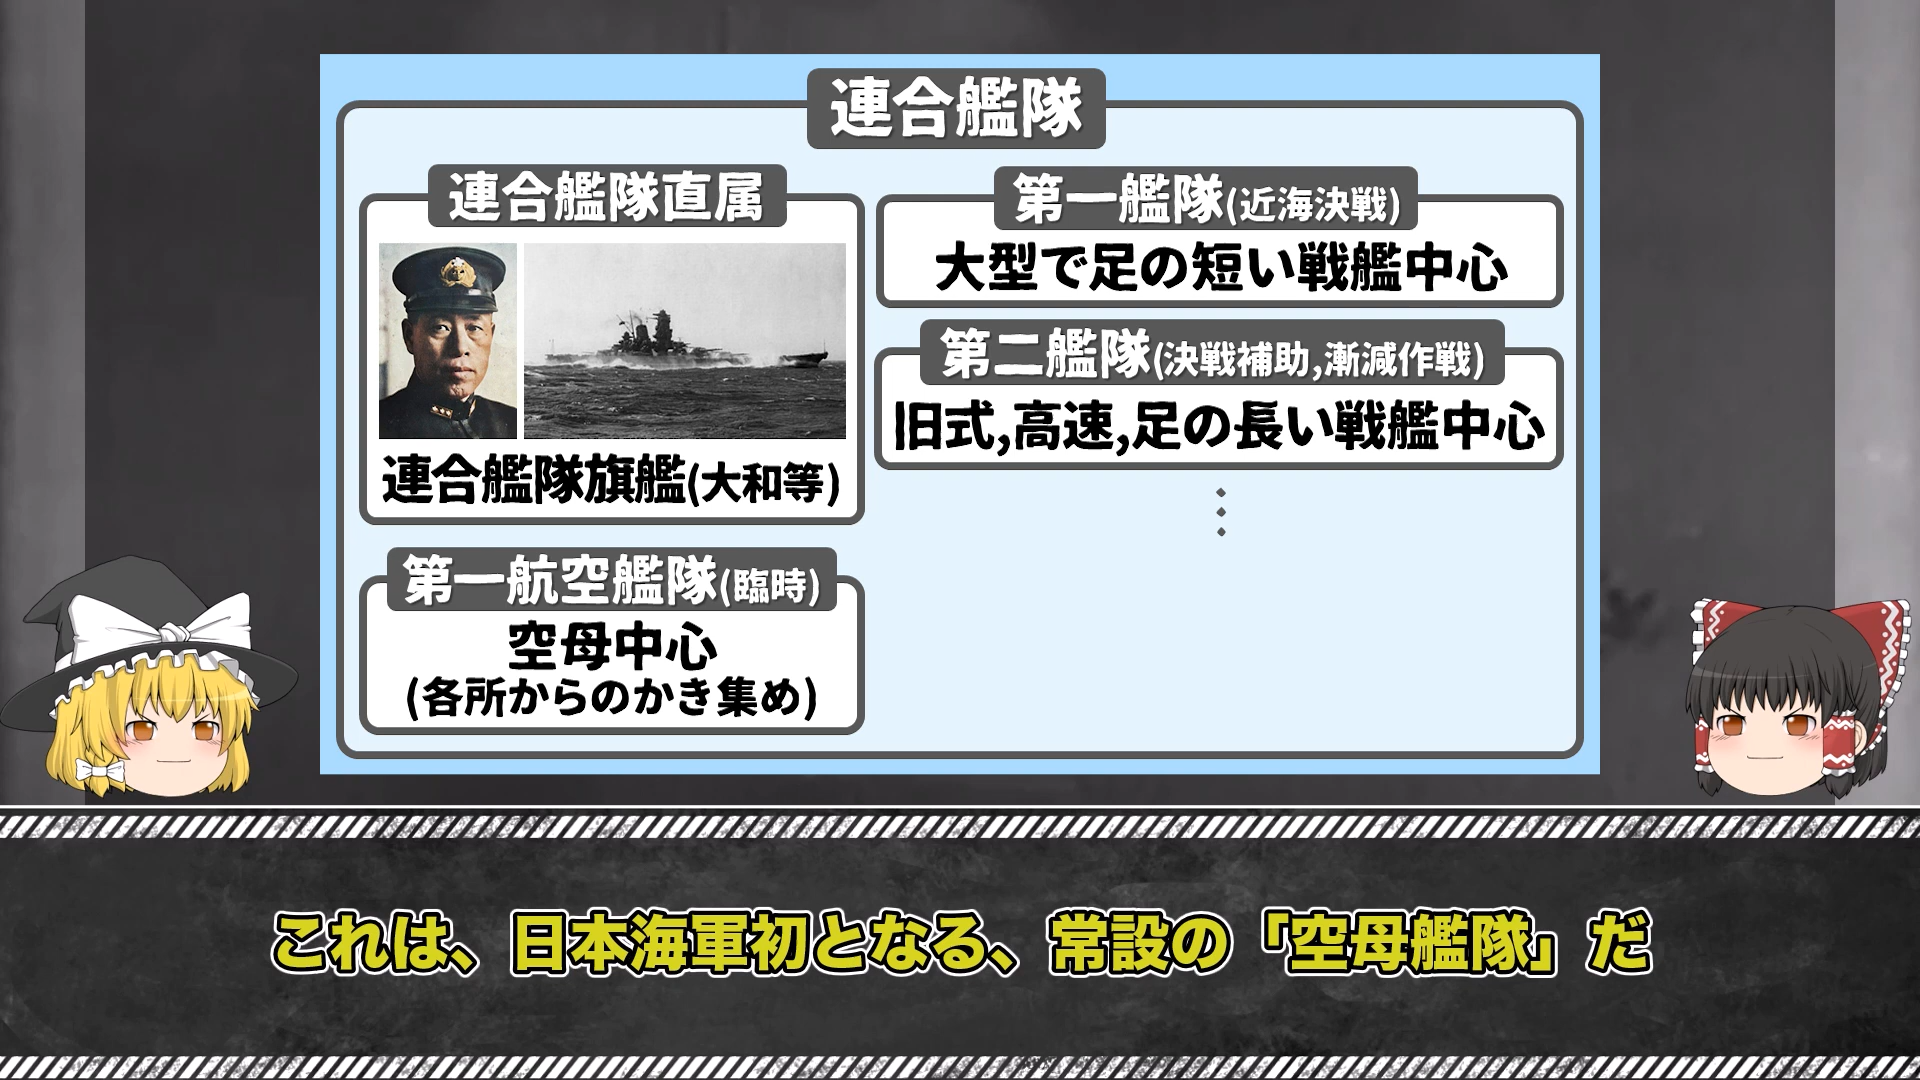 連合艦隊
連合艦隊直属
連合艦隊旗艦(大和等)
第一航空艦隊(臨時)
空母中心
(各所からのかき集め)
第一艦隊(近海決戦)
大型で足の短い戦艦中心
第二艦隊(決戦補助,漸減作戦)
旧式,高速,足の長い戦艦中心
これは、日本海軍初となる、常設の「空母艦隊」だ